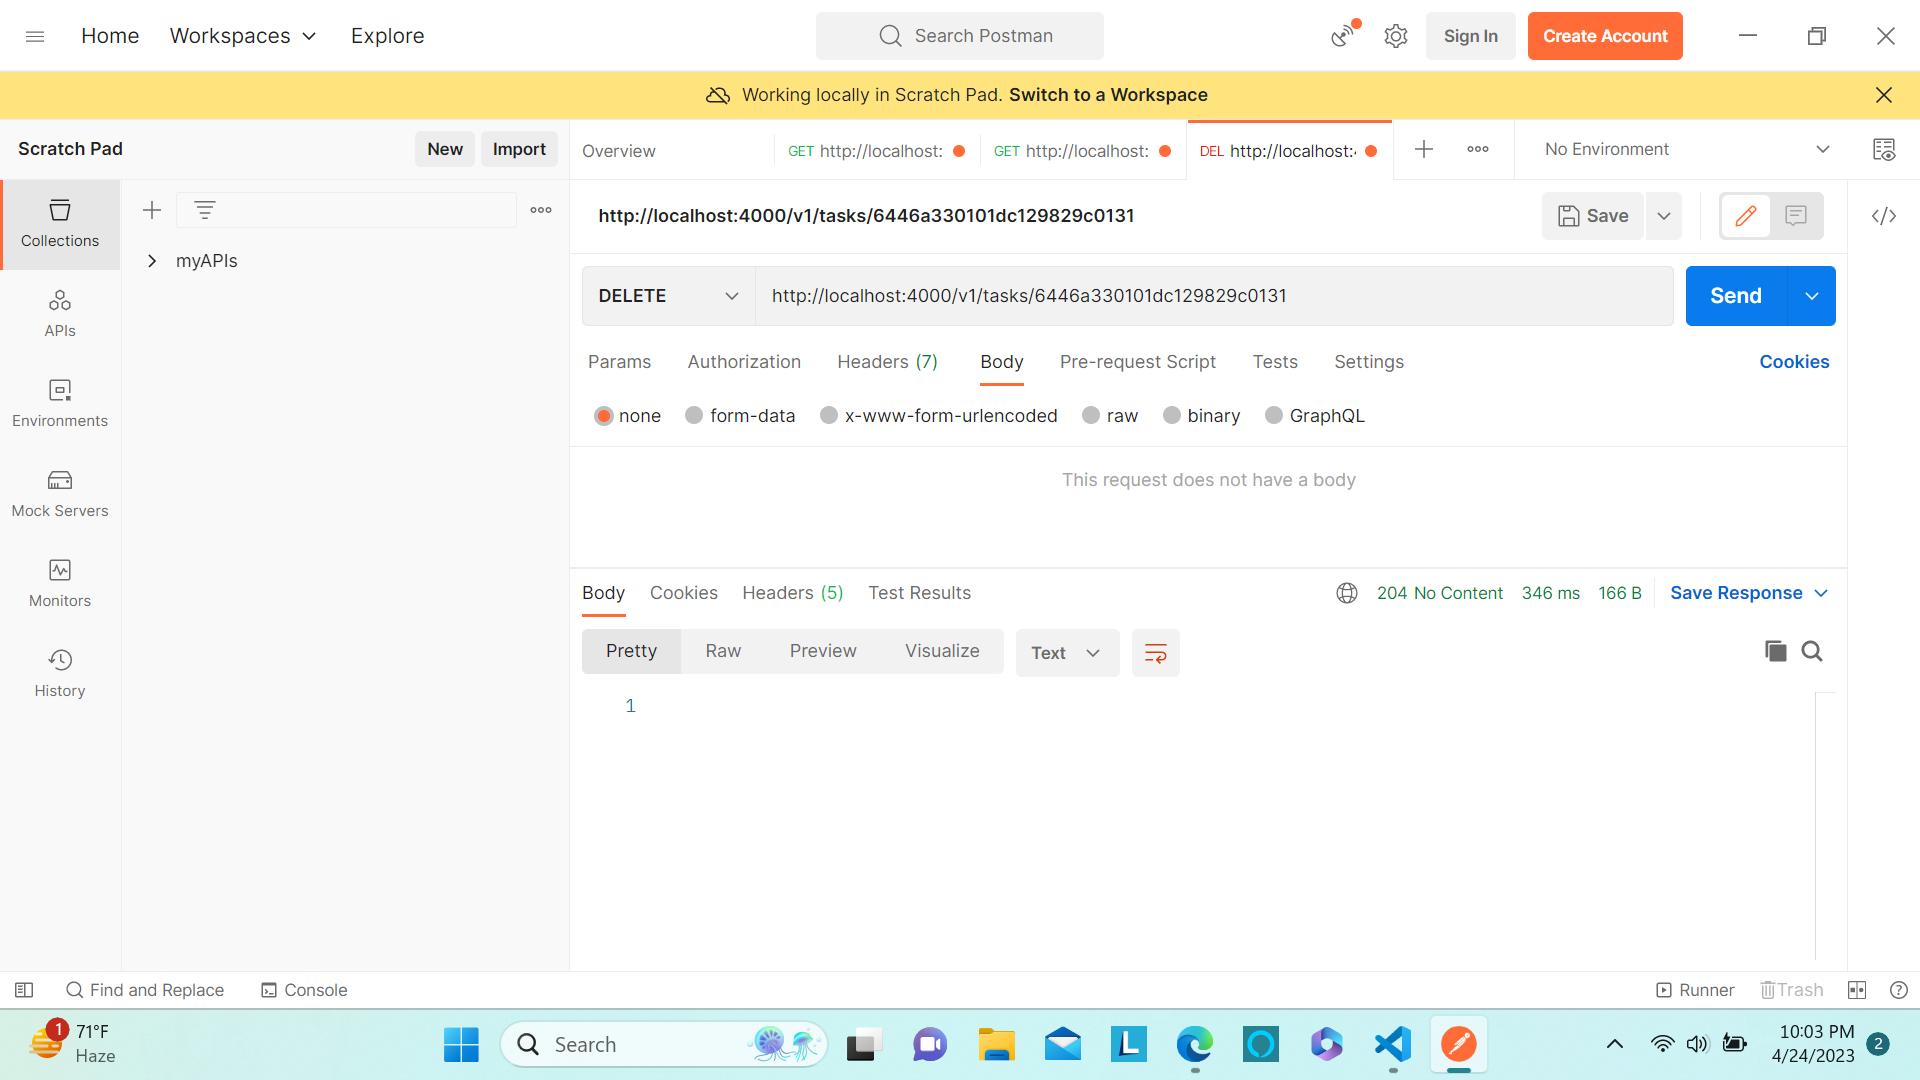 Home Workspaces Explore Search Postman Sign In Create Account
Working locally in Scratch Pad. Switch to a Workspace
Scratch Pad New Import Overview GET http://localhost: GET http://localhost: DEL http://localhost:4 No Environment
Collections
APIs
Environments
Mock Servers
Monitors
History
myAPIs
http://localhost:4000/v1/tasks/6446a330101dc129829c0131 Save
DELETE http://localhost:4000/v1/tasks/6446a330101dc129829c0131 Send
Params Authorization Headers (7) Body Pre-request Script Tests Settings Cookies
none form-data x-www-form-urlencoded raw binary GraphQL
This request does not have a body
Body Cookies Headers (5) Test Results 204 No Content 346 ms 166 B Save Response
Pretty Raw Preview Visualize Text
1
Find and Replace Console Runner Trash
1 71°F
Haze
Search
L
10:03 PM
4/24/2023 2